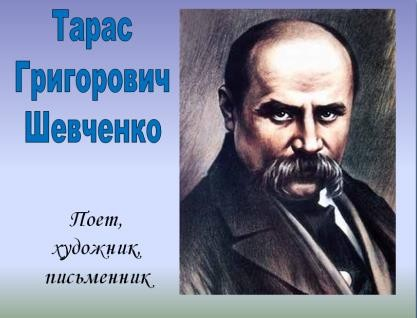 Тарас
Григорович
Шевченко
Поет,
художник,
письменник